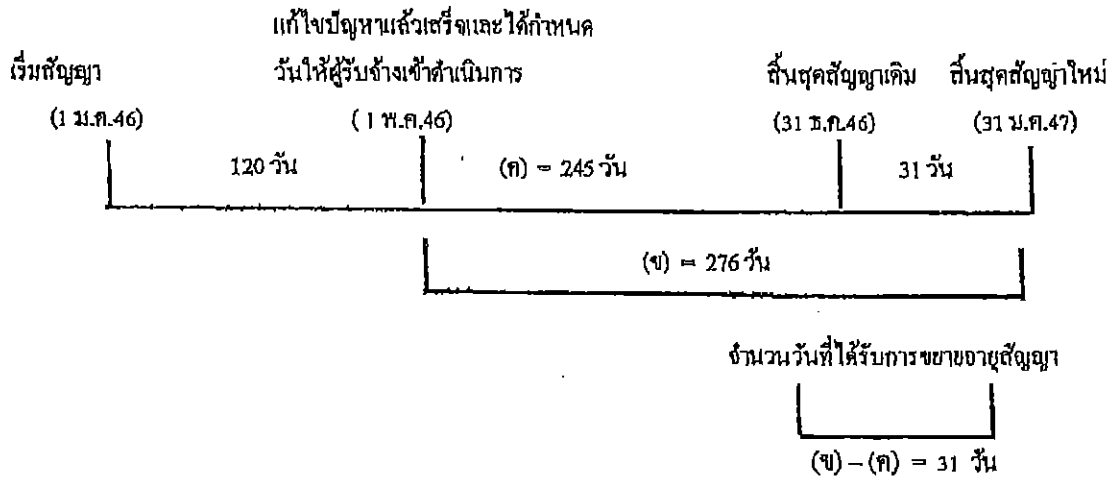 แก้ไขปัญหาแล้วเสร็จและได้กำหนด
เริ่มสัญญา วันให้ผู้รับจ้างเข้าดำเนินการ สิ้นสุดสัญญาเดิม สิ้นสุดสัญญาใหม่
(1 ม.ค.46) (1 พ.ค.46) (31 ธ.ค.46) (31 ม.ค.47)
120 วัน (ค) = 245 วัน 31 วัน
(ข) = 276 วัน
จำนวนวันที่ได้รับการขยายอายุสัญญา
(ข) – (ค) = 31 วัน